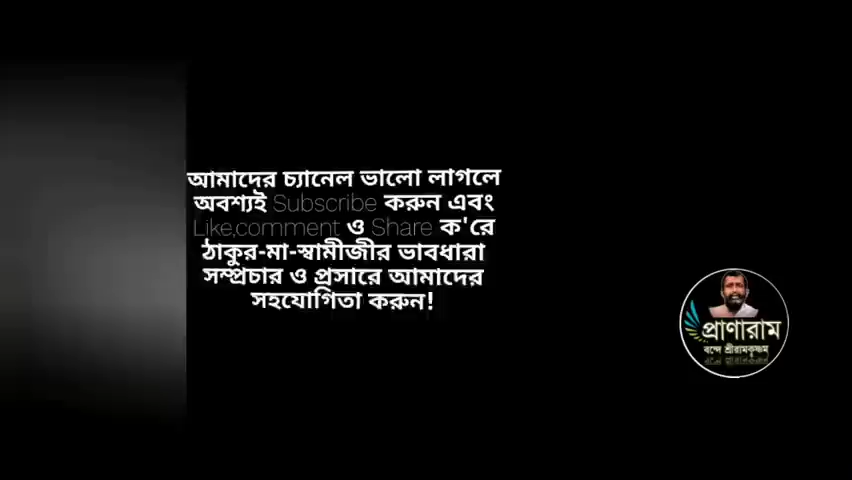 আমাদের চ্যানেল ভালো লাগলে
অবশ্যই Subscribe করুন এবং
Like,comment ও Share ক'রে
ঠাকুর-মা-স্বামীজীর ভাবধারা
সম্প্রচার ও প্রসারে আমাদের
সহযোগিতা করুন!
প্রাণারাম
বন্দে শ্রীরামকৃষ্ণম